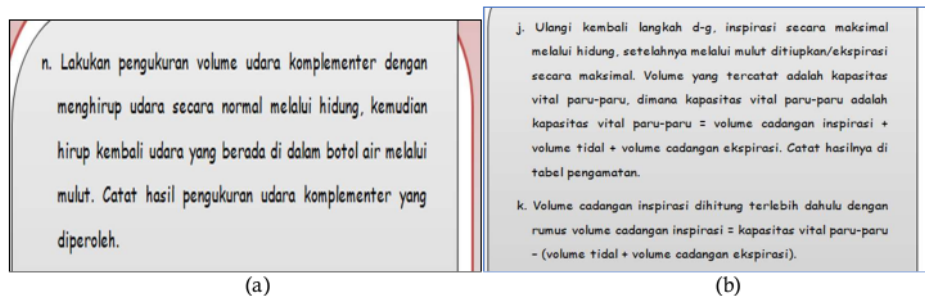 n. Lakukan pengukuran volume udara komplementer dengan
menghirup udara secara normal melalui hidung, kemudian
hirup kembali udara yang berada di dalam botol air melalui
mulut. Catat hasil pengukuran udara komplementer yang
diperoleh.
(a)
j. Ulangi kembali langkah d-g, inspirasi secara maksimal
melalui hidung, setelahnya melalui mulut ditiupkan/ekspirasi
secara maksimal. Volume yang tercatat adalah kapasitas
vital paru-paru, dimana kapasitas vital paru-paru adalah
kapasitas vital paru-paru = volume cadangan inspirasi +
volume tidal + volume cadangan ekspirasi. Catat hasilnya di
tabel pengamatan.
k. Volume cadangan inspirasi dihitung terlebih dahulu dengan
rumus volume cadangan inspirasi = kapasitas vital paru-paru
– (volume tidal + volume cadangan ekspirasi).
(b)